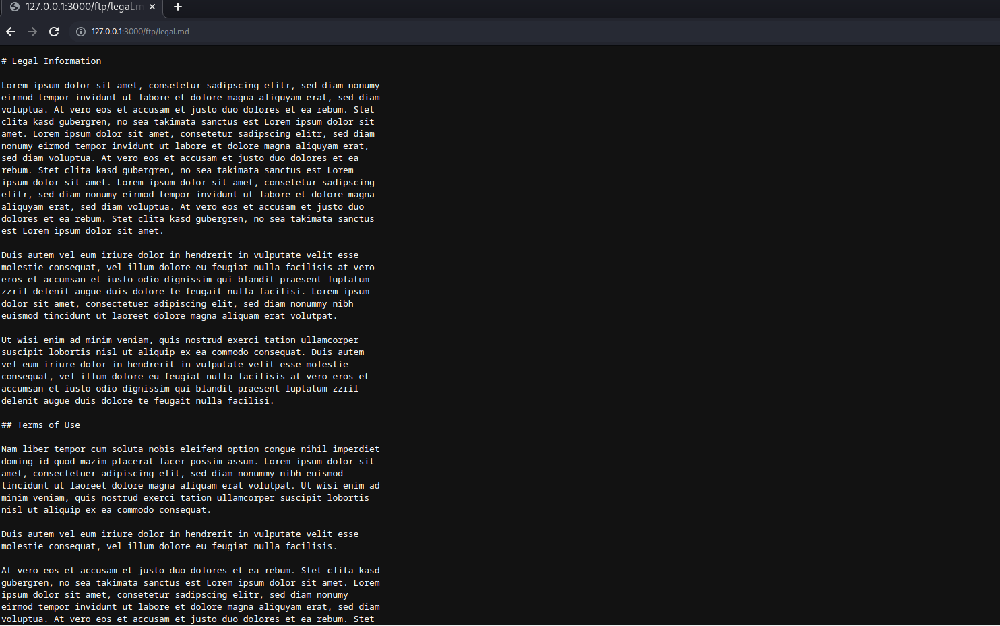 127.0.0.1:3000/ftp/legal.m
127.0.0.1:3000/ftp/legal.md
# Legal Information
Lorem ipsum dolor sit amet, consetetur sadipscing elitr, sed diam nonumy
eirmod tempor invidunt ut labore et dolore magna aliquyam erat, sed diam
voluptua. At vero eos et accusam et justo duo dolores et ea rebum. Stet
clita kasd gubergren, no sea takimata sanctus est Lorem ipsum dolor sit
amet. Lorem ipsum dolor sit amet, consetetur sadipscing elitr, sed diam
nonumy eirmod tempor invidunt ut labore et dolore magna aliquyam erat,
sed diam voluptua. At vero eos et accusam et justo duo dolores et ea
rebum. Stet clita kasd gubergren, no sea takimata sanctus est Lorem
ipsum dolor sit amet. Lorem ipsum dolor sit amet, consetetur sadipscing
elitr, sed diam nonumy eirmod tempor invidunt ut labore et dolore magna
aliquyam erat, sed diam voluptua. At vero eos et accusam et justo duo
dolores et ea rebum. Stet clita kasd gubergren, no sea takimata sanctus
est Lorem ipsum dolor sit amet.
Duis autem vel eum iriure dolor in hendrerit in vulputate velit esse
molestie consequat, vel illum dolore eu feugiat nulla facilisis at vero
eros et accumsan et iusto odio dignissim qui blandit praesent luptatum
zzril delenit augue duis dolore te feugait nulla facilisi. Lorem ipsum
dolor sit amet, consectetuer adipiscing elit, sed diam nonummy nibh
euismod tincidunt ut laoreet dolore magna aliquam erat volutpat.
Ut wisi enim ad minim veniam, quis nostrud exerci tation ullamcorper
suscipit lobortis nisl ut aliquip ex ea commodo consequat. Duis autem
vel eum iriure dolor in hendrerit in vulputate velit esse molestie
consequat, vel illum dolore eu feugiat nulla facilisis at vero eros et
accumsan et iusto odio dignissim qui blandit praesent luptatum zzril
delenit augue duis dolore te feugait nulla facilisi.
## Terms of Use
Nam liber tempor cum soluta nobis eleifend option congue nihil imperdiet
doming id quod mazim placerat facer possim assum. Lorem ipsum dolor sit
amet, consectetuer adipiscing elit, sed diam nonummy nibh euismod
tincidunt ut laoreet dolore magna aliquam erat volutpat. Ut wisi enim ad
minim veniam, quis nostrud exerci tation ullamcorper suscipit lobortis
nisl ut aliquip ex ea commodo consequat.
Duis autem vel eum iriure dolor in hendrerit in vulputate velit esse
molestie consequat, vel illum dolore eu feugiat nulla facilisis.
At vero eos et accusam et justo duo dolores et ea rebum. Stet clita kasd
gubergren, no sea takimata sanctus est Lorem ipsum dolor sit amet. Lorem
ipsum dolor sit amet, consetetur sadipscing elitr, sed diam nonumy
eirmod tempor invidunt ut labore et dolore magna aliquyam erat, sed diam
voluptua. At vero eos et accusam et justo duo dolores et ea rebum. Stet